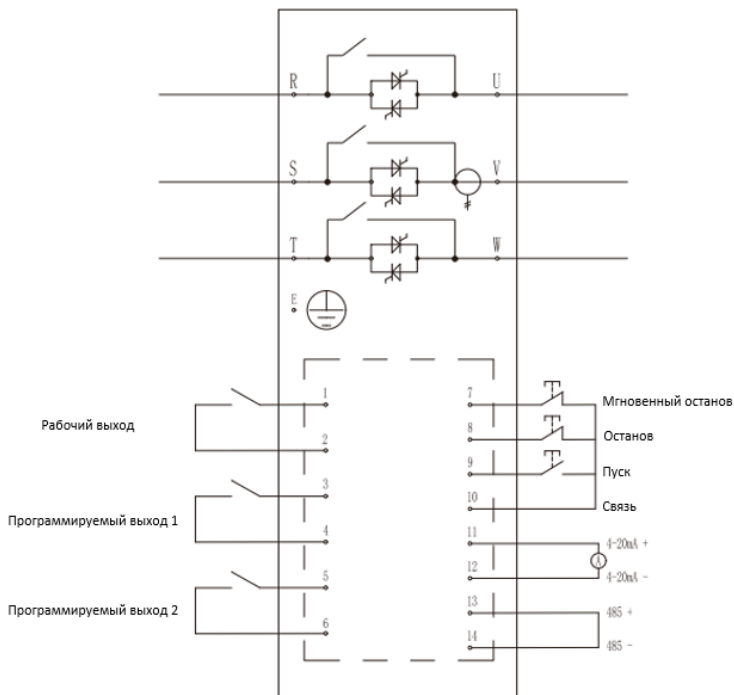 R U
S V
T W
E
1 7 Мгновенный останов
Рабочий выход
8 Останов
2
9 Пуск
3
10 Связь
Программируемый выход 1
4
11 4-20mA +
A
5
12 4-20mA -
Программируемый выход 2
13 485 +
6
14 485 -